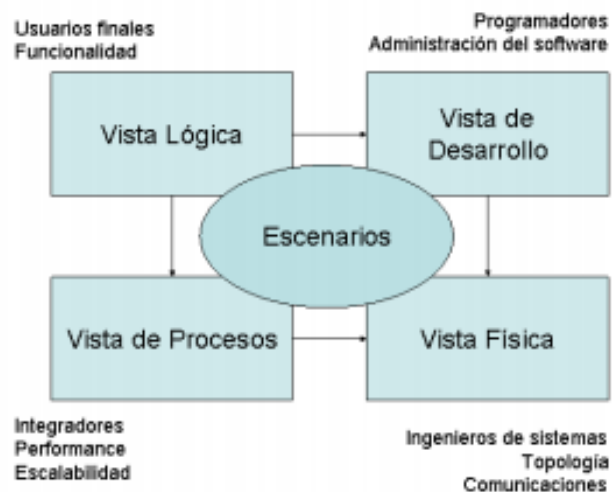 Usuarios finales
Funcionalidad
Programadores
Administración del software
Vista Lógica
Vista de
Desarrollo
Escenarios
Vista de Procesos
Vista Física
Integradores
Performance
Escalabilidad
Ingenieros de sistemas
Topología
Comunicaciones